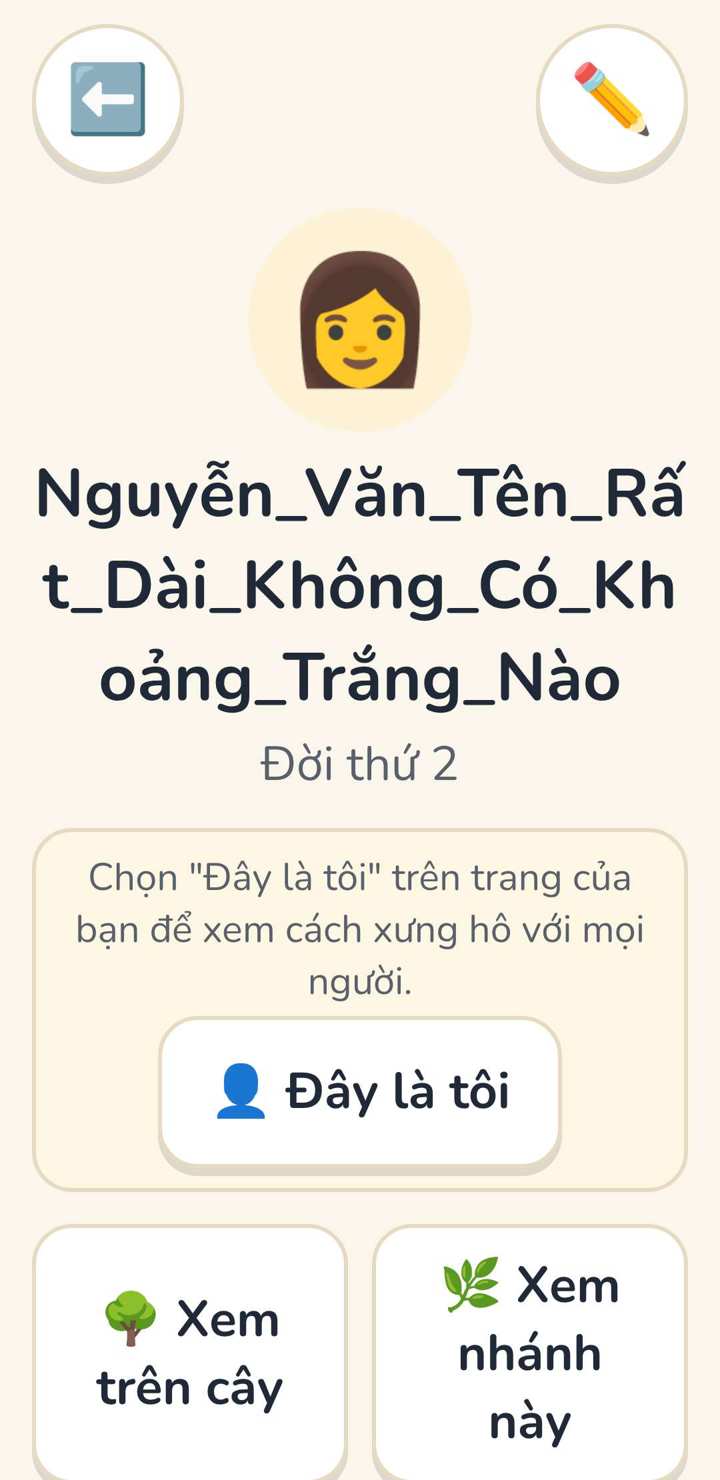 Nguyễn_Văn_Tên_Rấ
t_Dài_Không_Có_Kh
oảng_Trắng_Nào
Đời thứ 2
Chọn "Đây là tôi" trên trang của
bạn để xem cách xưng hô với mọi
người.
Đây là tôi
Xem
trên cây
Xem
nhánh
này